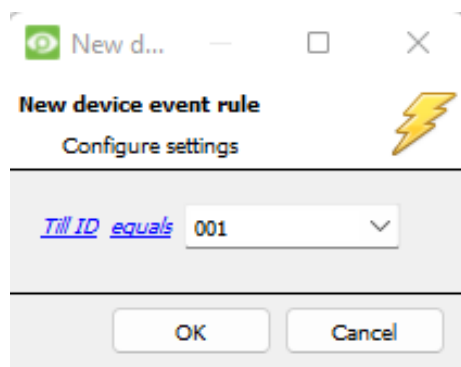 New d...
New device event rule
Configure settings
Till ID equals 001
OK Cancel